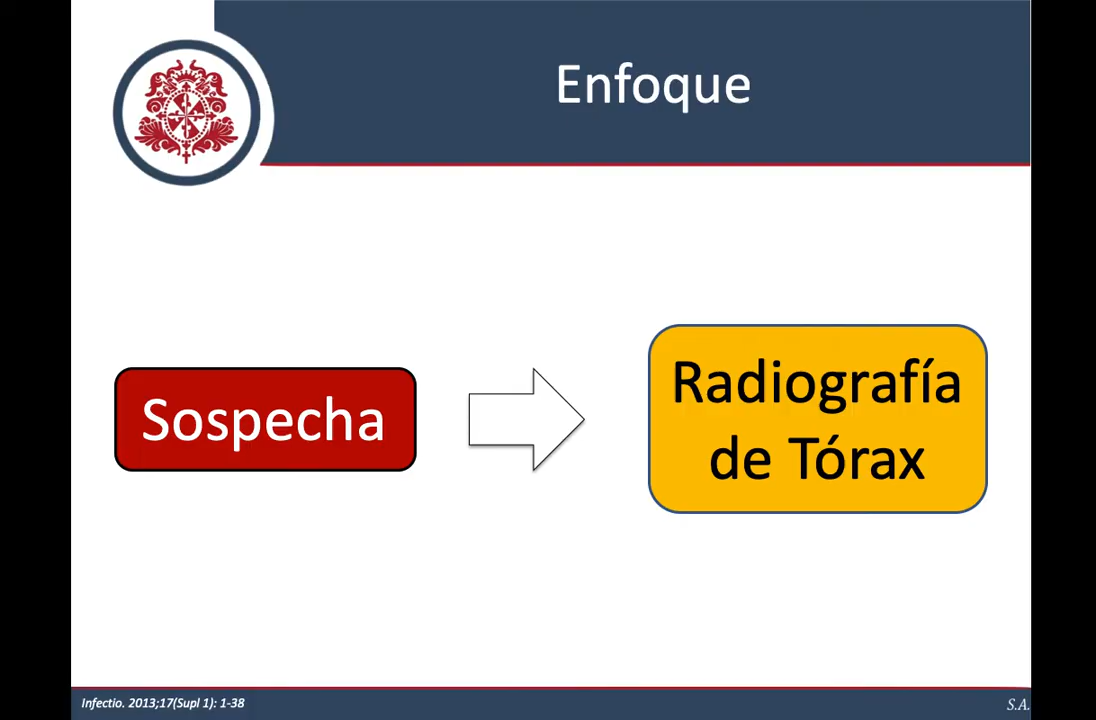 Enfoque
Sospecha
Radiografía
de Tórax
Infectio. 2013;17(Supl 1): 1-38
S.A.